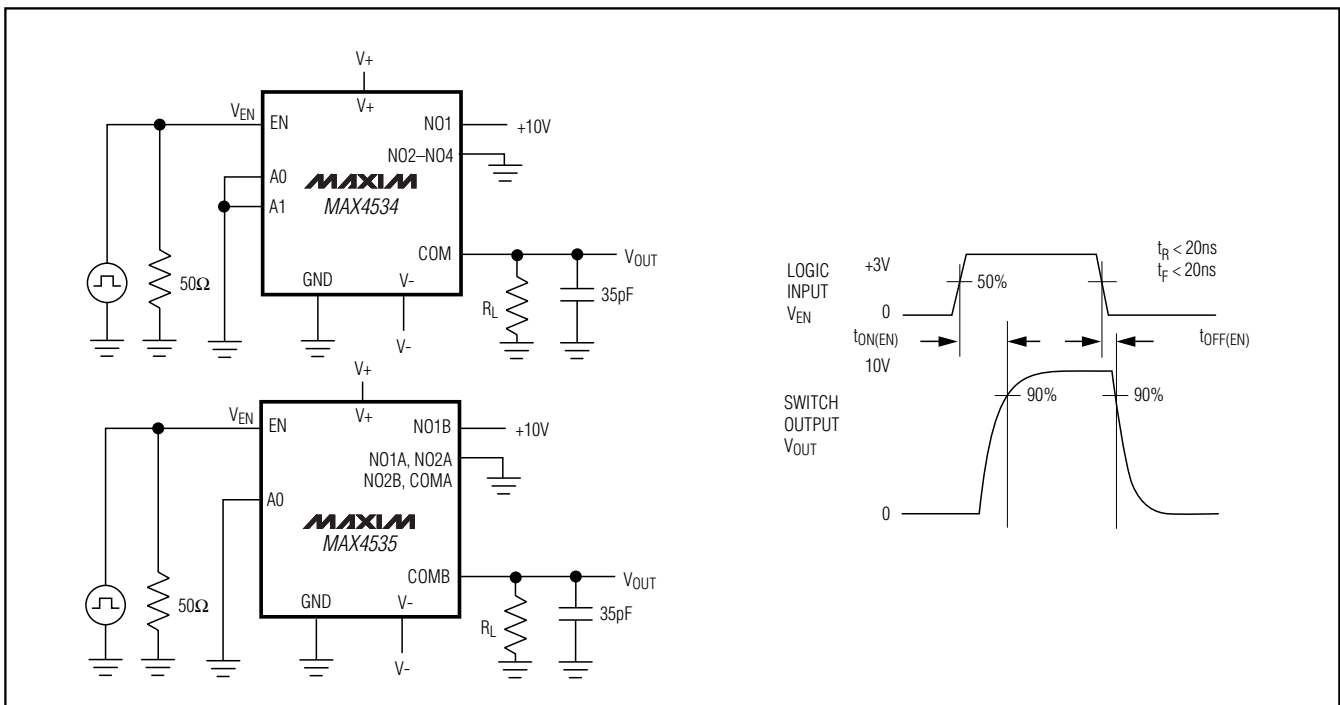 V+
V+
VEN
EN
NO1
+10V
NO2–NO4
A0
MAXIM
A1
MAX4534
COM
VOUT
50Ω
GND
V-
RL
35pF
V-
V+
V+
VEN
EN
NO1B
+10V
NO1A, NO2A
NO2B, COMA
A0
MAXIM
MAX4535
COMB
VOUT
50Ω
GND
V-
RL
35pF
V-
LOGIC
INPUT
VEN
+3V
50%
tR < 20ns
tF < 20ns
0
tON(EN)
tOFF(EN)
10V
SWITCH
OUTPUT
VOUT
90%
90%
0